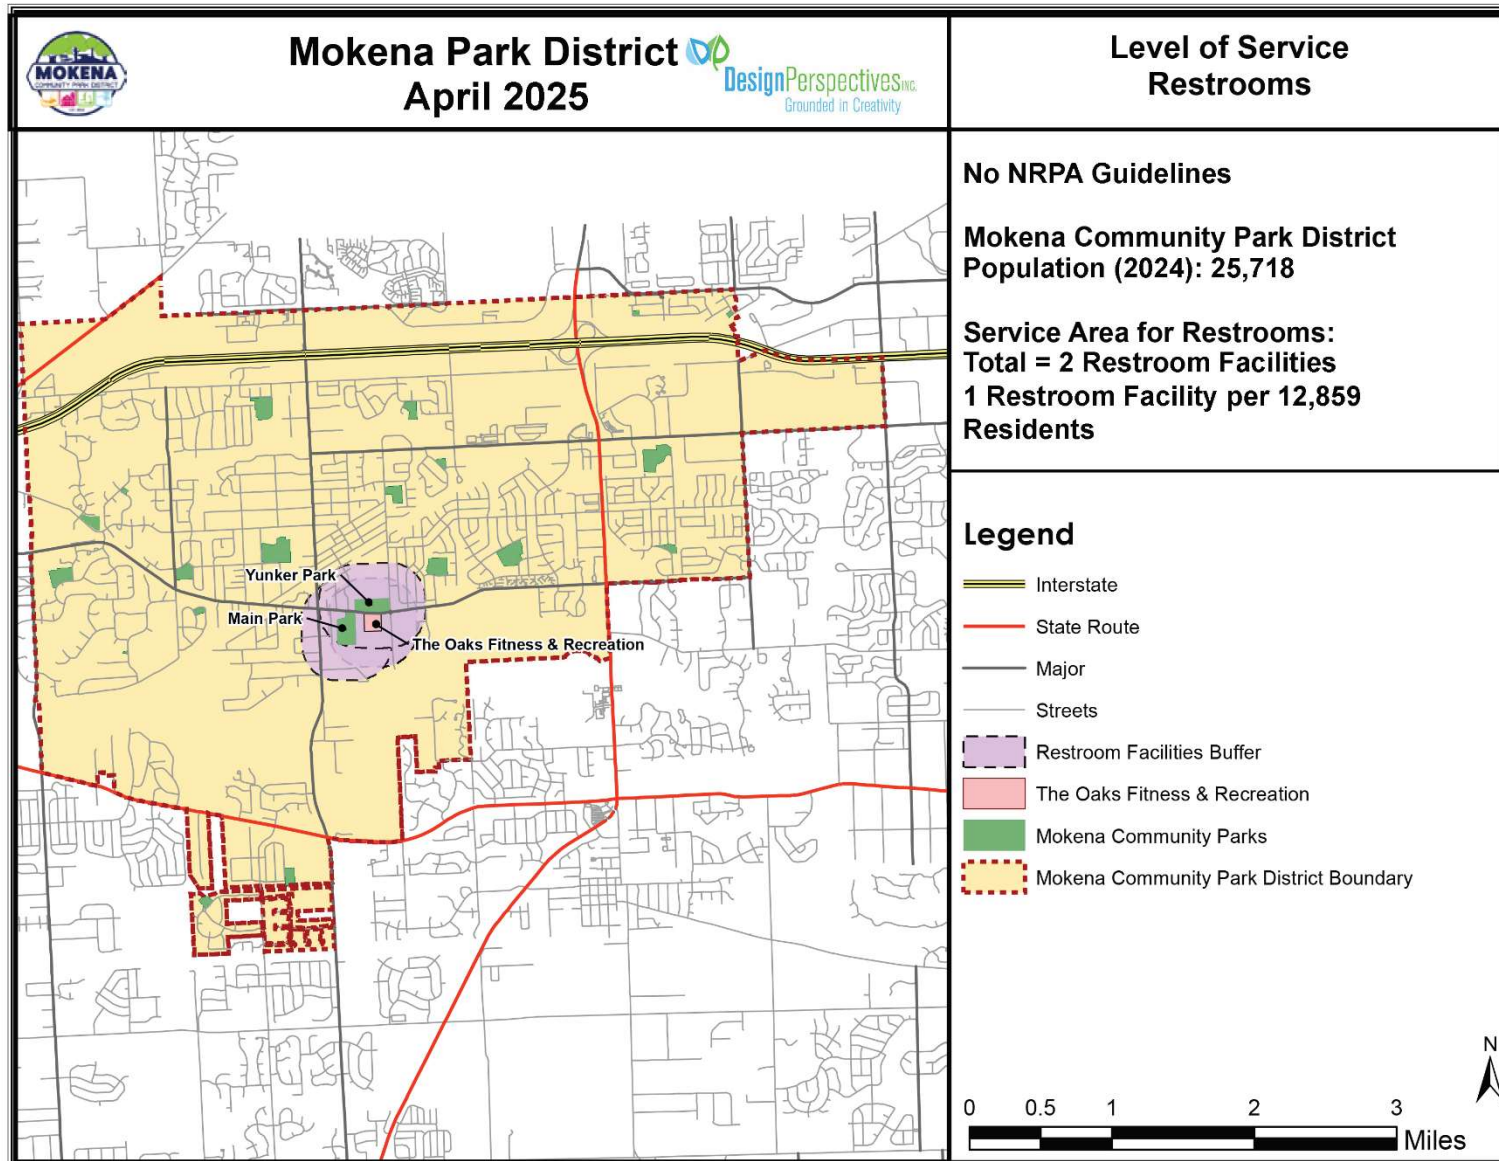 MOKENA
COMMUNITY PARK DISTRICT
Mokena Park District
April 2025
DesignPerspectives INC.
Grounded in Creativity
Level of Service
Restrooms
No NRPA Guidelines
Mokena Community Park District
Population (2024): 25,718
Service Area for Restrooms:
Total = 2 Restroom Facilities
1 Restroom Facility per 12,859
Residents
Yunker Park
Main Park
The Oaks Fitness & Recreation
Legend
Interstate
State Route
Major
Streets
Restroom Facilities Buffer
The Oaks Fitness & Recreation
Mokena Community Parks
Mokena Community Park District Boundary
N
0 0.5 1 2 3
Miles